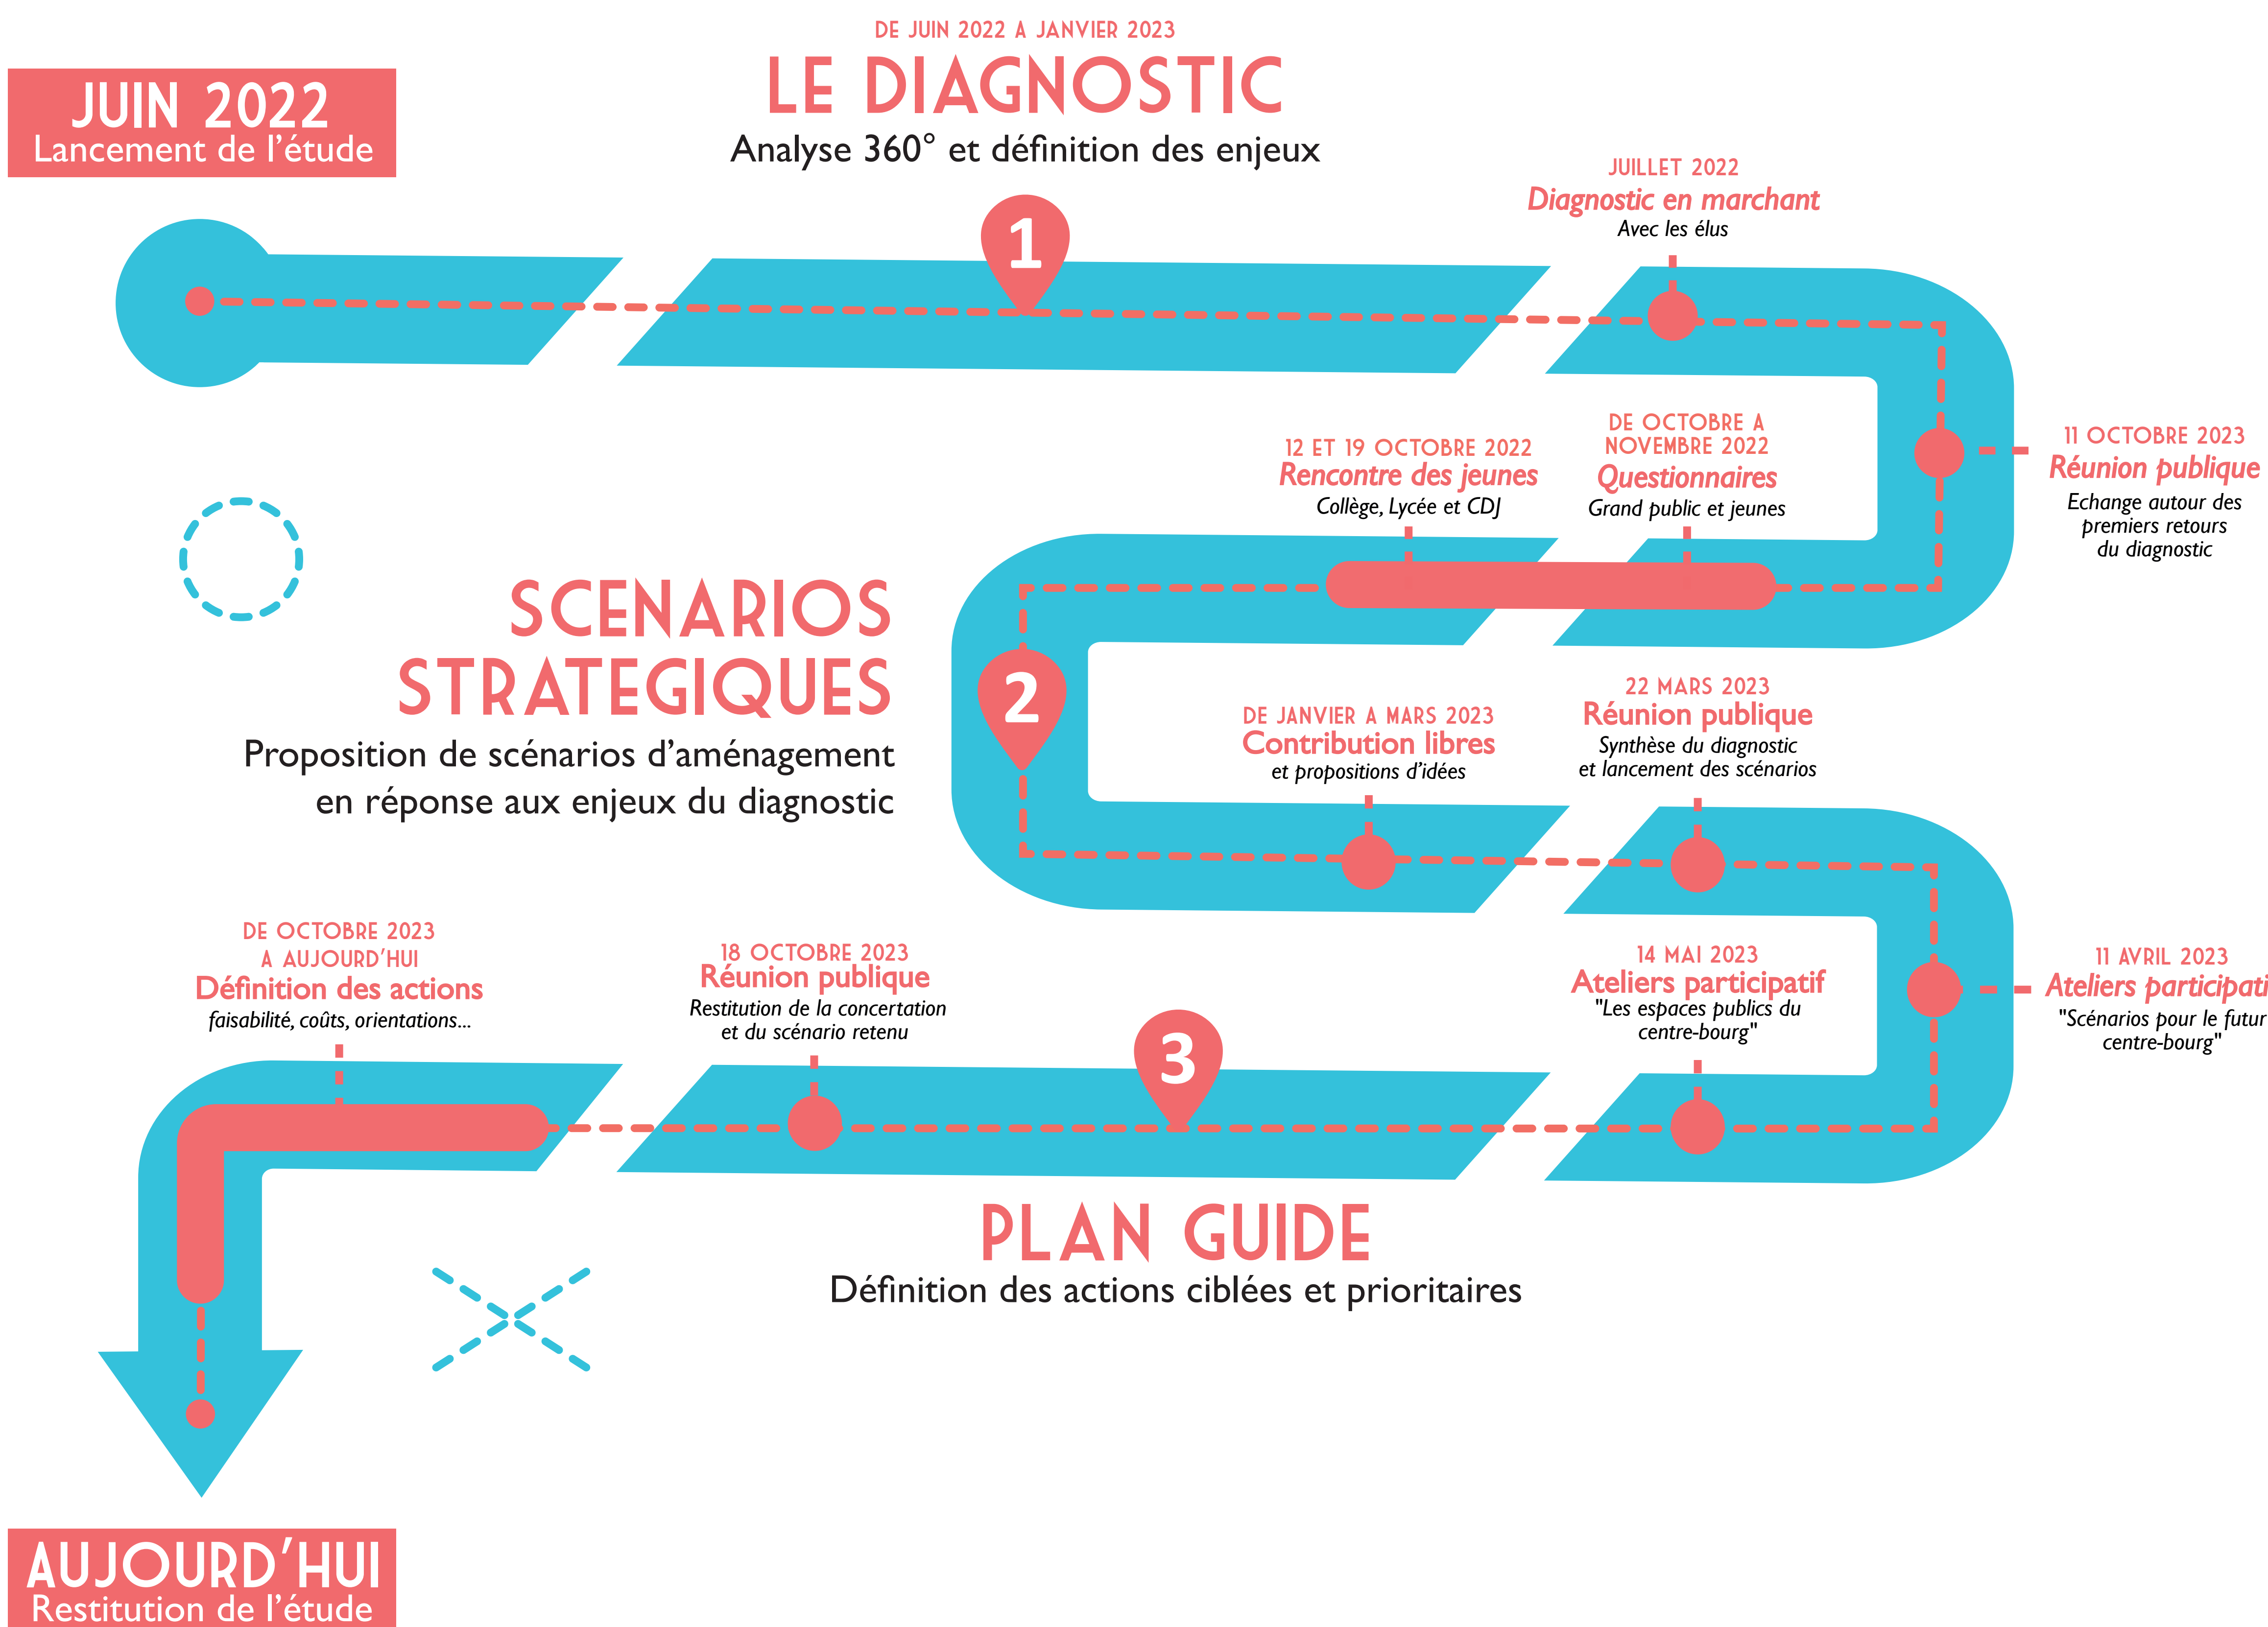 JUIN 2022
Lancement de l'étude
DE JUIN 2022 A JANVIER 2023
LE DIAGNOSTIC
Analyse 360° et définition des enjeux
1
JUILLET 2022
Diagnostic en marchant
Avec les élus
11 OCTOBRE 2023
Réunion publique
Echange autour des
premiers retours
du diagnostic
DE OCTOBRE A
NOVEMBRE 2022
Questionnaires
Grand public et jeunes
12 ET 19 OCTOBRE 2022
Rencontre des jeunes
Collège, Lycée et CDJ
SCENARIOS
STRATEGIQUES
Proposition de scénarios d'aménagement
en réponse aux enjeux du diagnostic
2
DE JANVIER A MARS 2023
Contribution libres
et propositions d'idées
22 MARS 2023
Réunion publique
Synthèse du diagnostic
et lancement des scénarios
11 AVRIL 2023
Ateliers participati
"Scénarios pour le futur
centre-bourg"
14 MAI 2023
Ateliers participatif
"Les espaces publics du
centre-bourg"
3
PLAN GUIDE
Définition des actions ciblées et prioritaires
18 OCTOBRE 2023
Réunion publique
Restitution de la concertation
et du scénario retenu
DE OCTOBRE 2023
A AUJOURD'HUI
Définition des actions
faisabilité, coûts, orientations...
AUJOURD'HUI
Restitution de l'étude